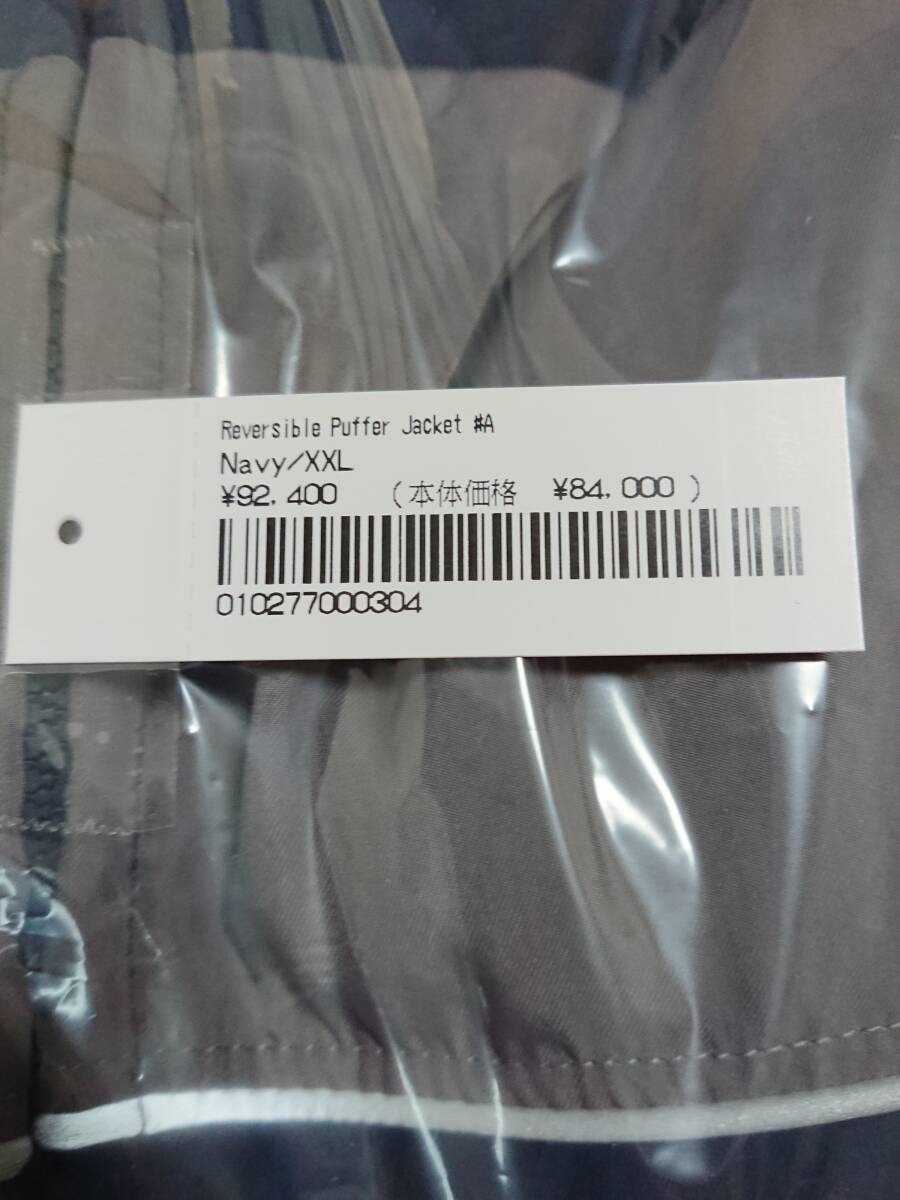 Reversible Puffer Jacket #A
Navy/XXL
¥92,400 (本体価格 ¥84,000 )
010277000304